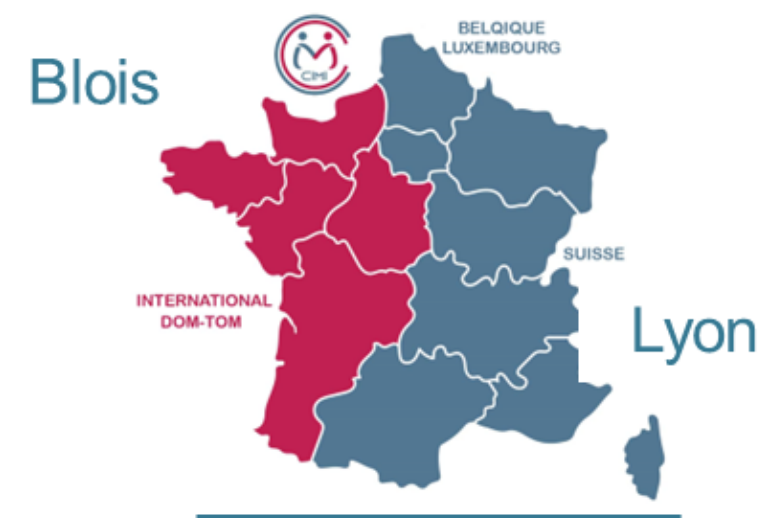 BELQIQUE
LUXEMBOURG
Blois
CIMI
SUISSE
INTERNATIONAL
DOM-TOM
Lyon